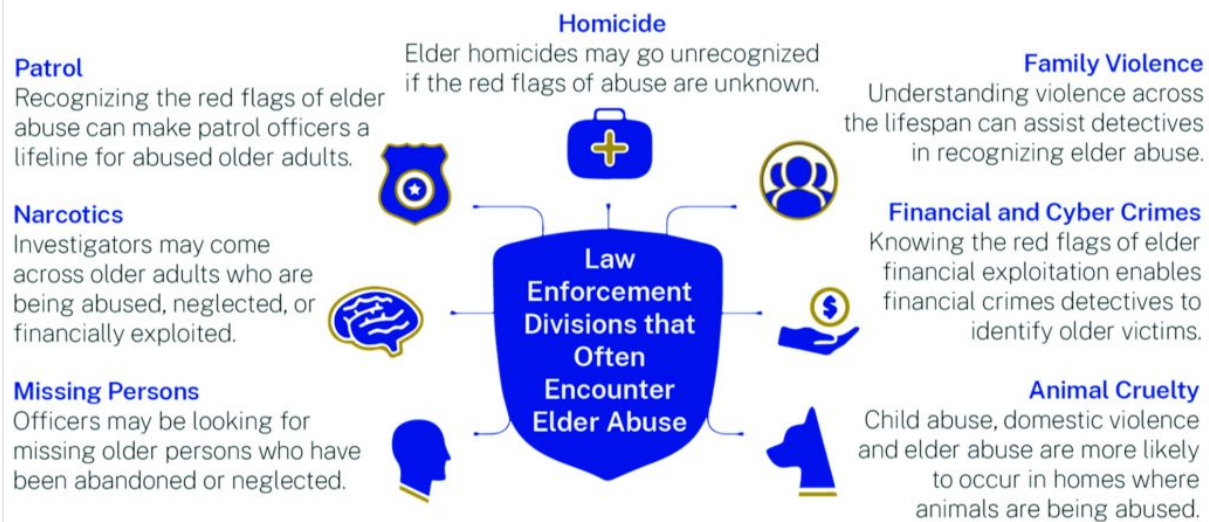 Homicide
Elder homicides may go unrecognized
if the red flags of abuse are unknown.
Patrol
Recognizing the red flags of elder
abuse can make patrol officers a
lifeline for abused older adults.
Narcotics
Investigators may come
across older adults who are
being abused, neglected, or
financially exploited.
Missing Persons
Officers may be looking for
missing older persons who have
been abandoned or neglected.
Law
Enforcement
Divisions that
Often
Encounter
Elder Abuse
Family Violence
Understanding violence across
the lifespan can assist detectives
in recognizing elder abuse.
Financial and Cyber Crimes
Knowing the red flags of elder
financial exploitation enables
financial crimes detectives to
identify older victims.
$
Animal Cruelty
Child abuse, domestic violence
and elder abuse are more likely
to occur in homes where
animals are being abused.